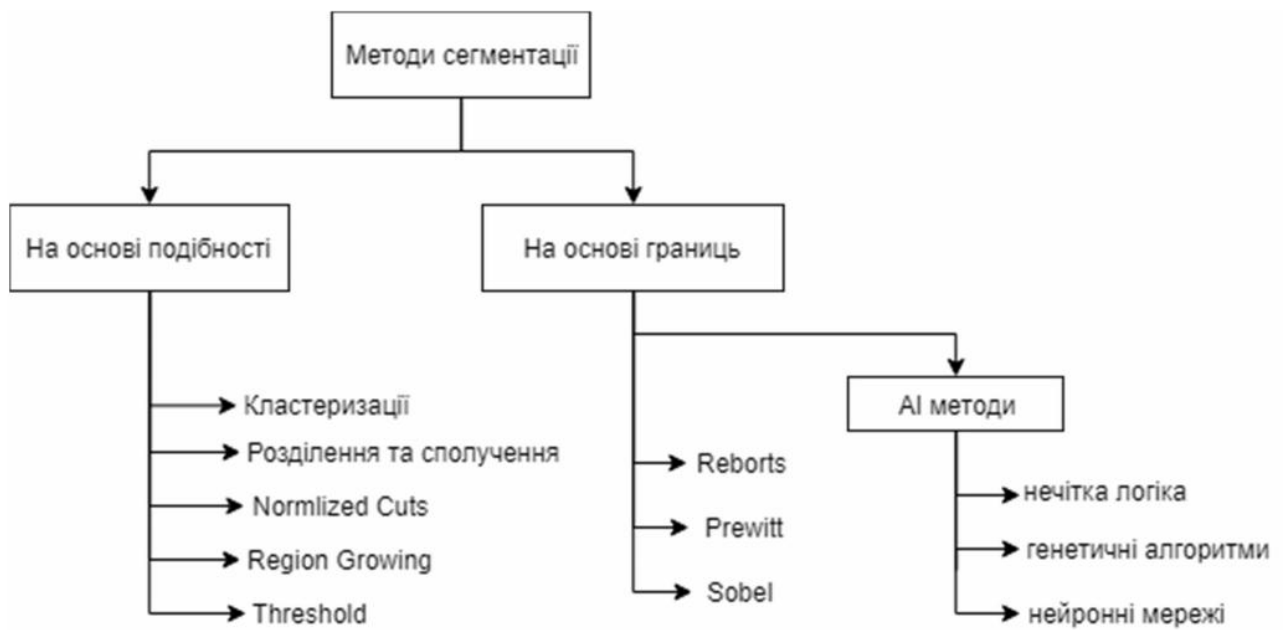 Методи сегментації
На основі подібності
На основі границь
Кластеризації
Розділення та сполучення
Normlized Cuts
Region Growing
Threshold
Reborts
Prewitt
Sobel
АІ методи
нечітка логіка
генетичні алгоритми
нейронні мережі